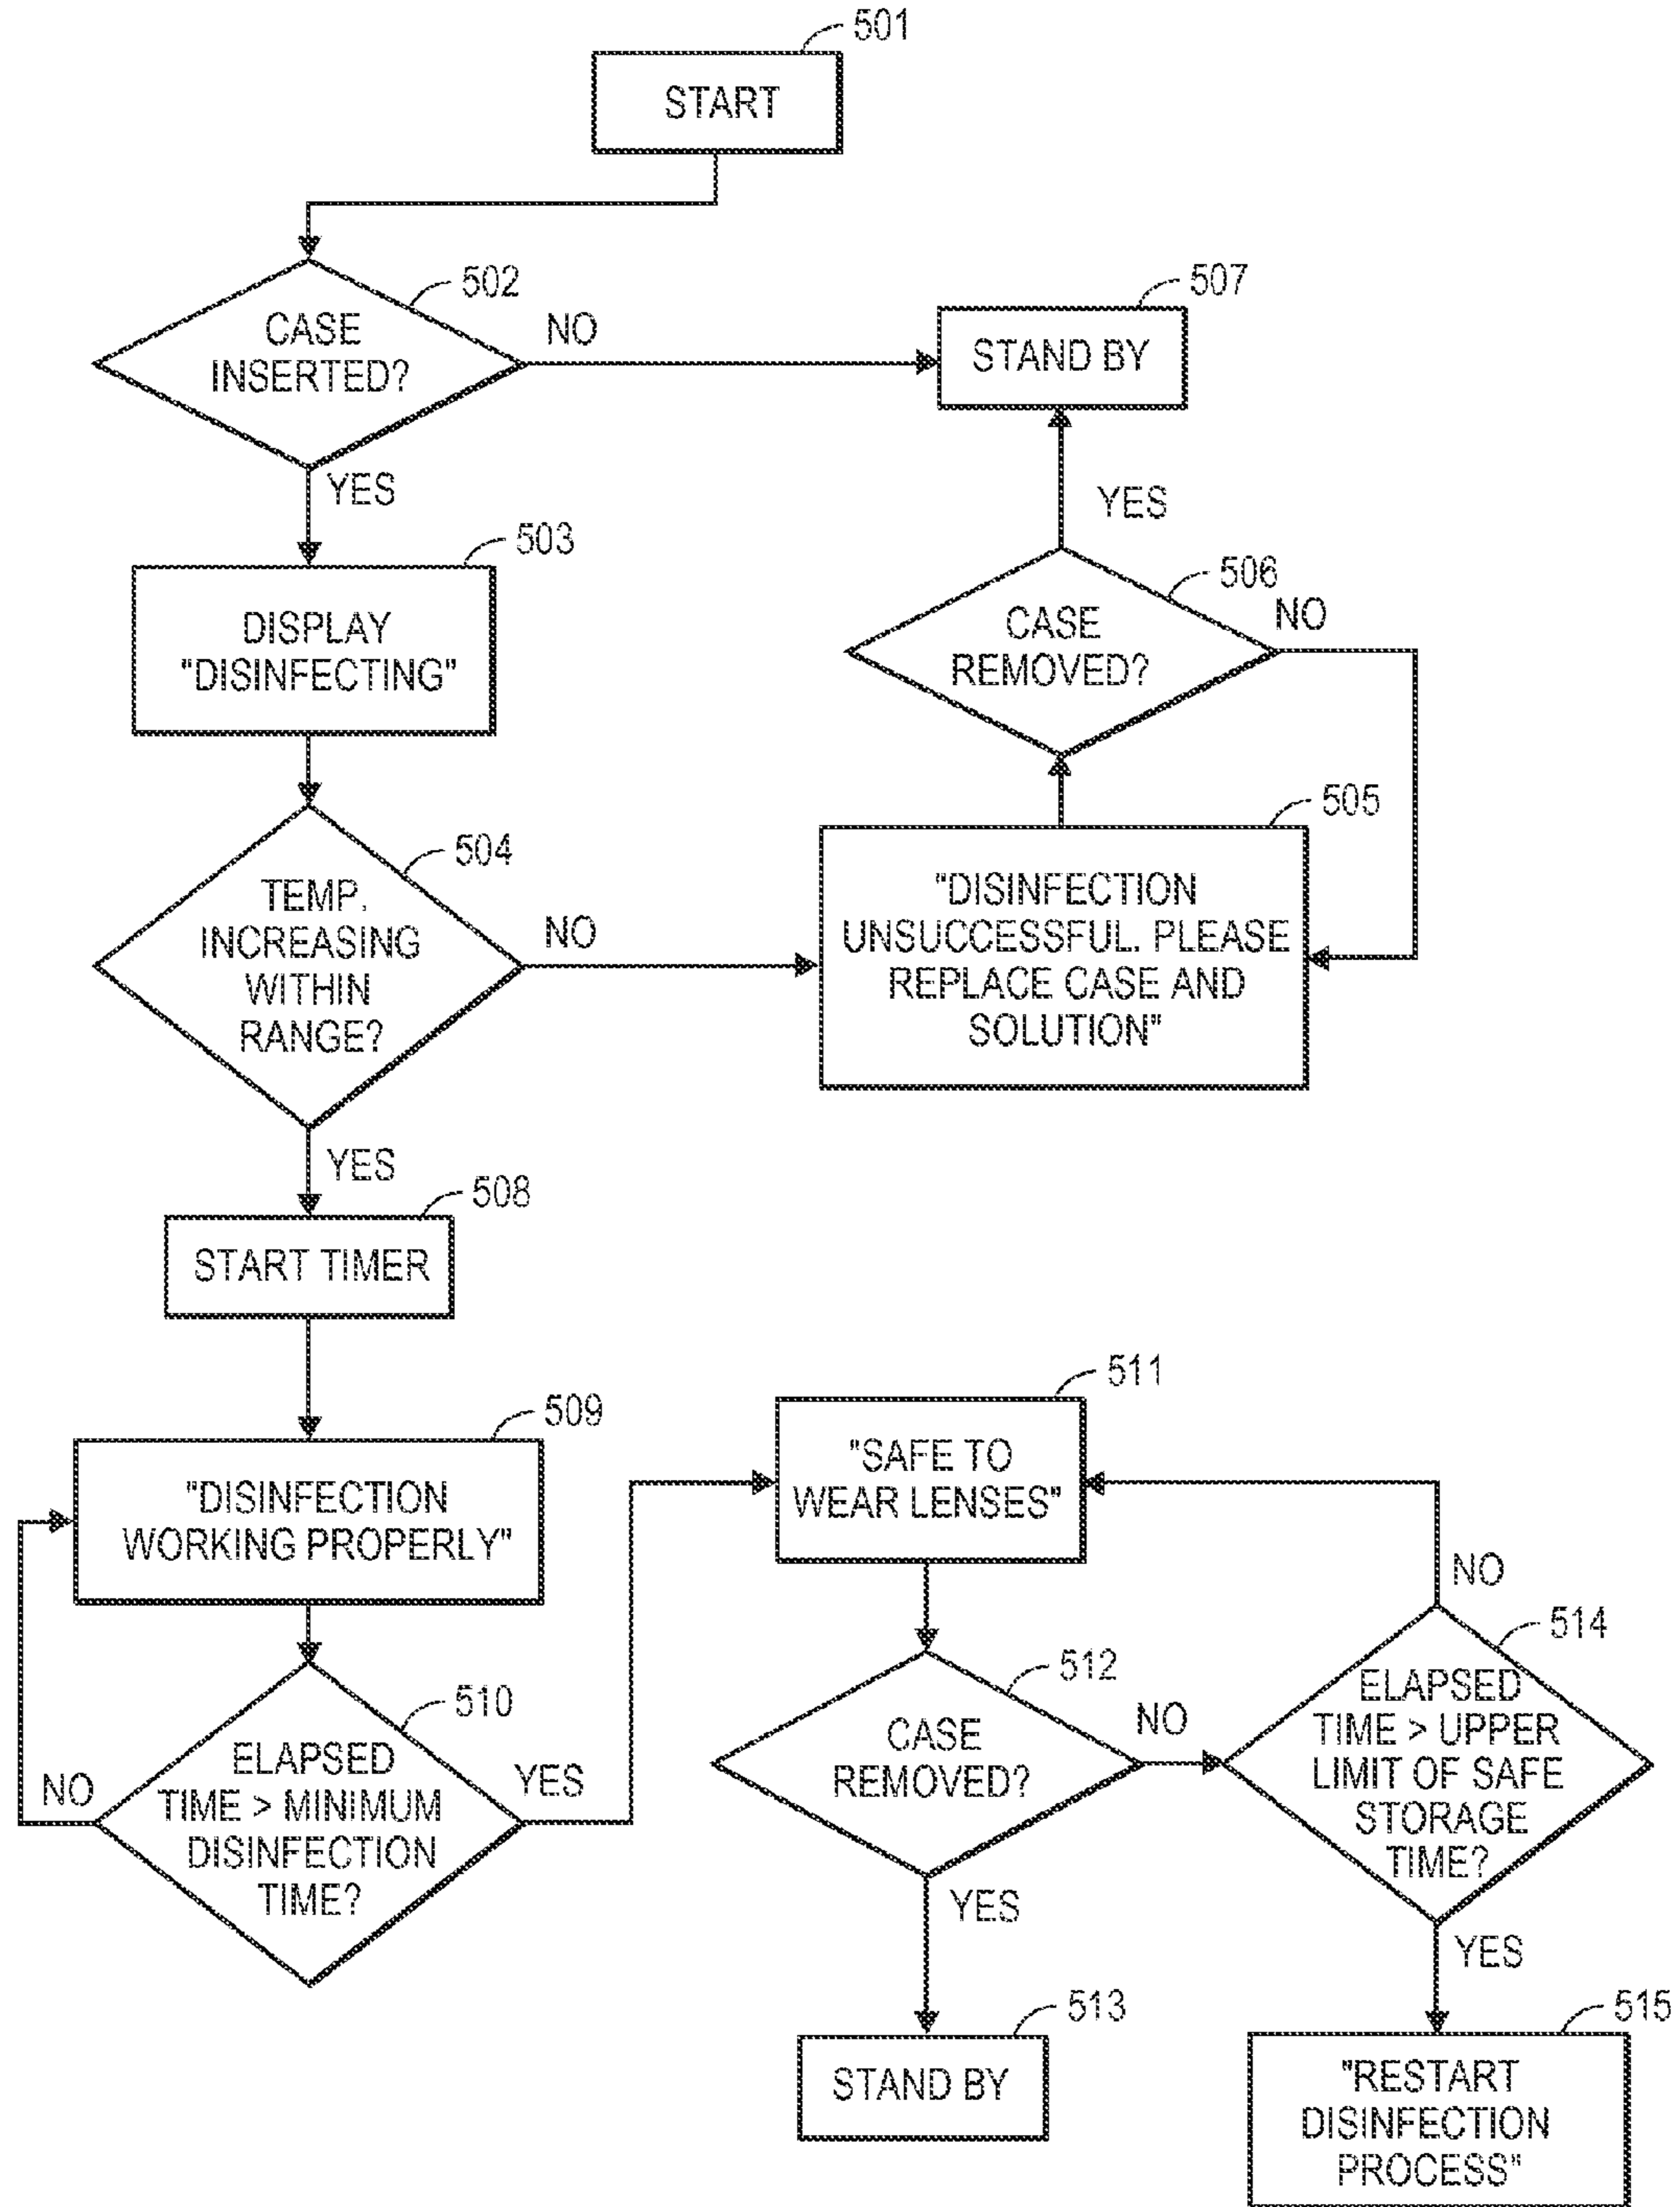 501
START
502
CASE
INSERTED?
NO
YES
507
STAND BY
503
DISPLAY
"DISINFECTING"
YES
506
CASE
REMOVED?
NO
504
TEMP.
INCREASING
WITHIN
RANGE?
NO
YES
505
"DISINFECTION
UNSUCCESSFUL. PLEASE
REPLACE CASE AND
SOLUTION"
508
START TIMER
509
"DISINFECTION
WORKING PROPERLY"
510
ELAPSED
TIME > MINIMUM
DISINFECTION
TIME?
NO
YES
511
"SAFE TO
WEAR LENSES"
512
CASE
REMOVED?
NO
YES
513
STAND BY
NO
514
ELAPSED
TIME > UPPER
LIMIT OF SAFE
STORAGE
TIME?
YES
515
"RESTART
DISINFECTION
PROCESS"